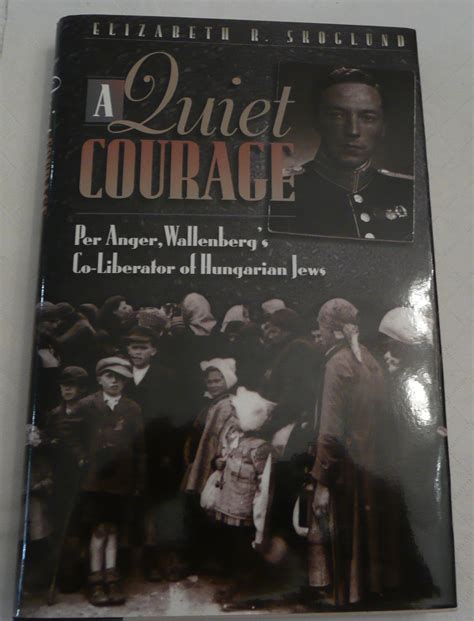 ELIZABETH R. SKOGLUND
A Quiet
COURAGE
Per Anger, Wallenberg's
Co-Liberator of Hungarian Jews